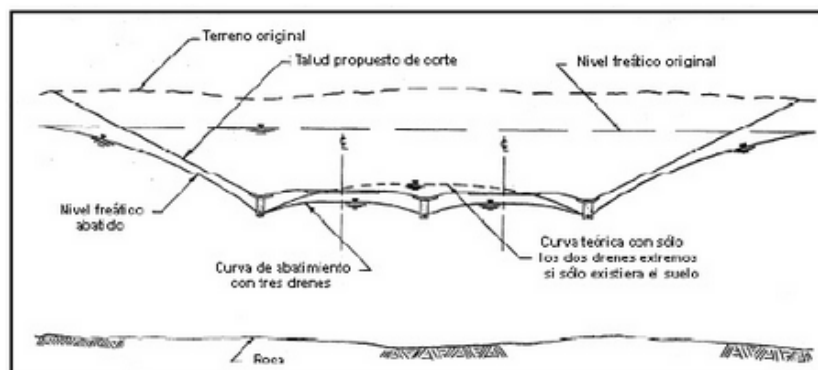 Terreno original
Talud propuesto de corte
Nivel freático original
Nivel freático
abatido
Curva de abatimiento
con tres drenes
Curva teórica con sólo
los dos drenes extremos
si sólo existiera el suelo
Roca